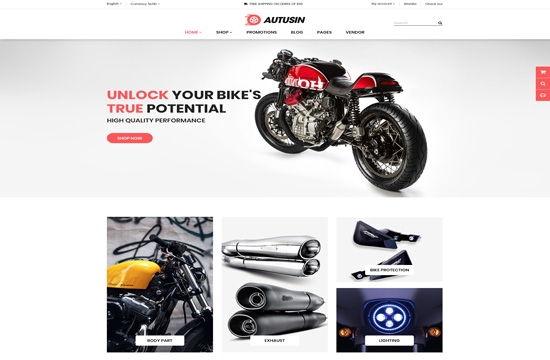 English
Currency: EUR
FREE SHIPPING ON ORDERS OF $99
My account
Wishlist
Check out
AUTUSIN
Search
HOME
SHOP
PROMOTIONS
BLOG
PAGES
VENDOR
UNLOCK YOUR BIKE'S
TRUE POTENTIAL
HIGH QUALITY PERFORMANCE
SHOP NOW
BODY PART
EXHAUST
BIKE PROTECTION
LIGHTING